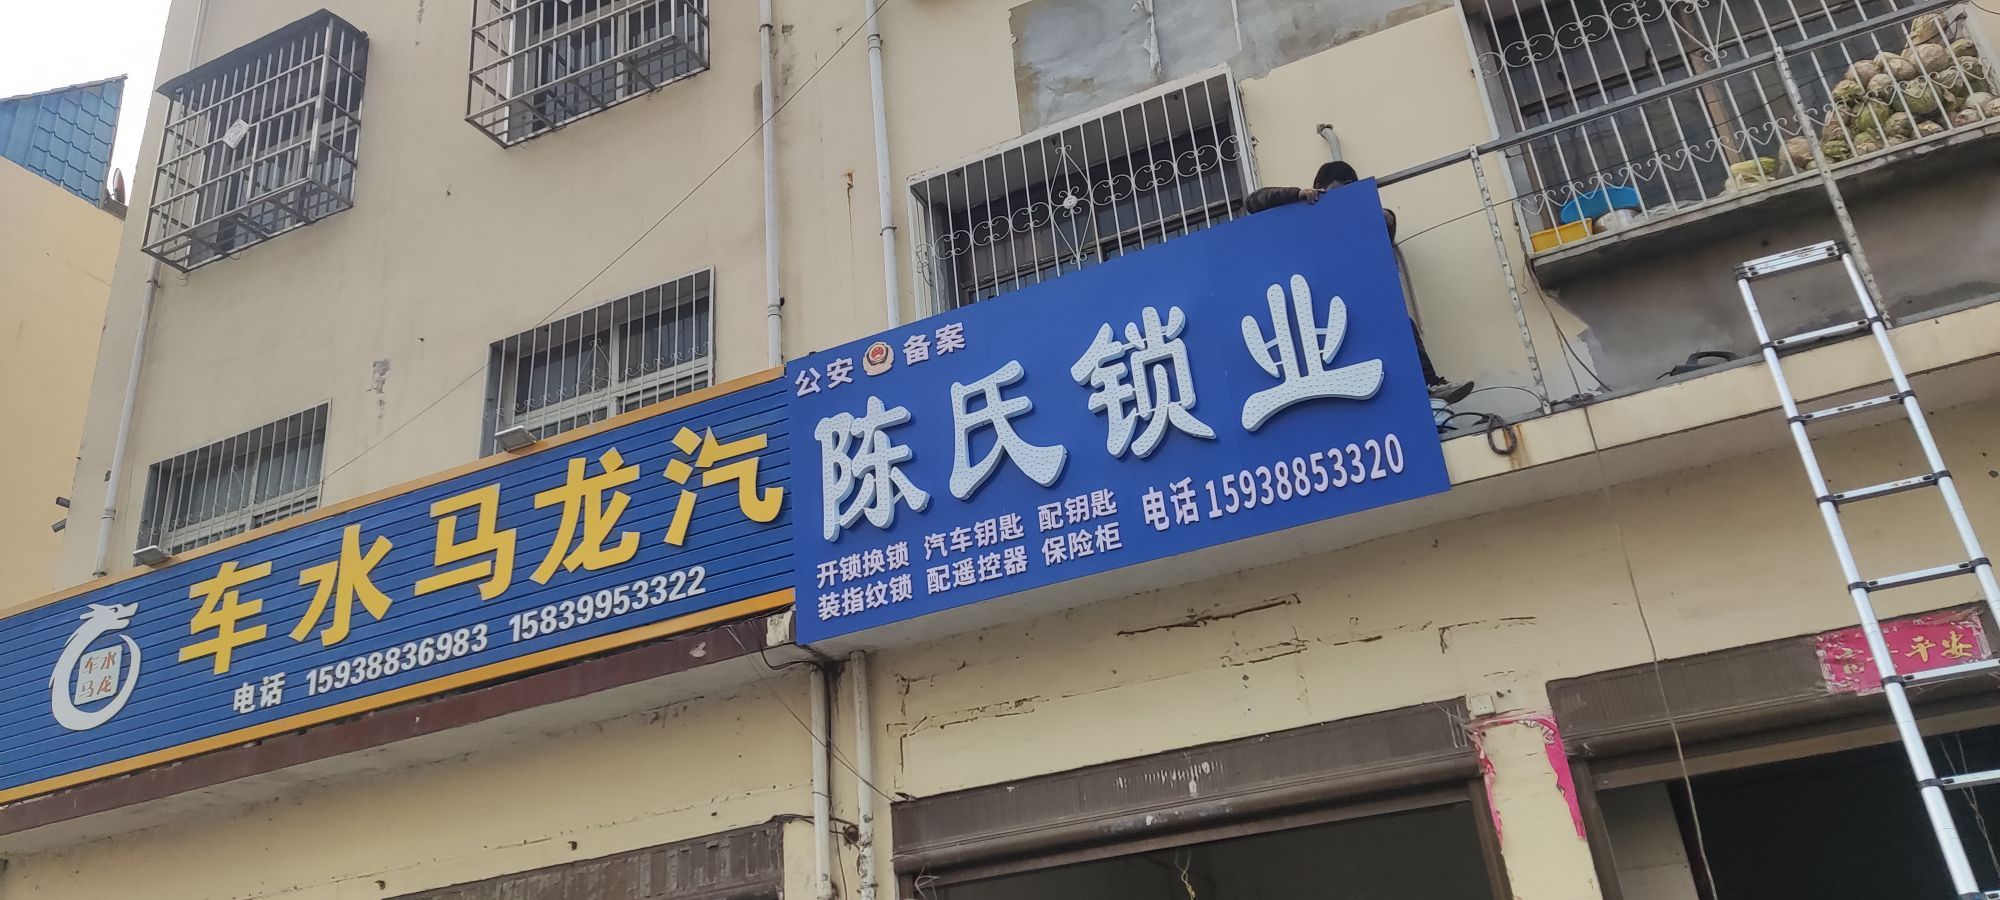 车水马龙汽
电话 15938836983 15839953322
车水
马龙
公安 备案
陈氏锁业
开锁换锁 汽车钥匙 配钥匙
装指纹锁 配遥控器 保险柜
电话 15938853320
平安